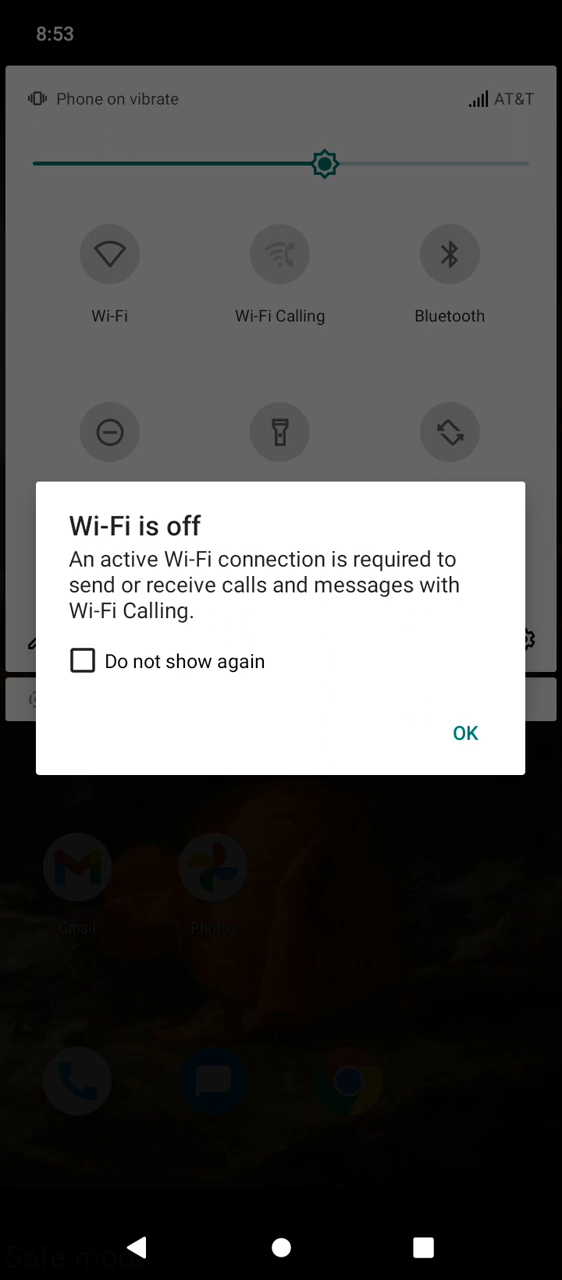 8:53
Phone on vibrate
AT&T
Wi-Fi
Wi-Fi Calling
Bluetooth
Wi-Fi is off
An active Wi-Fi connection is required to
send or receive calls and messages with
Wi-Fi Calling.
Do not show again
OK
Gmail
Photos
Safe mode